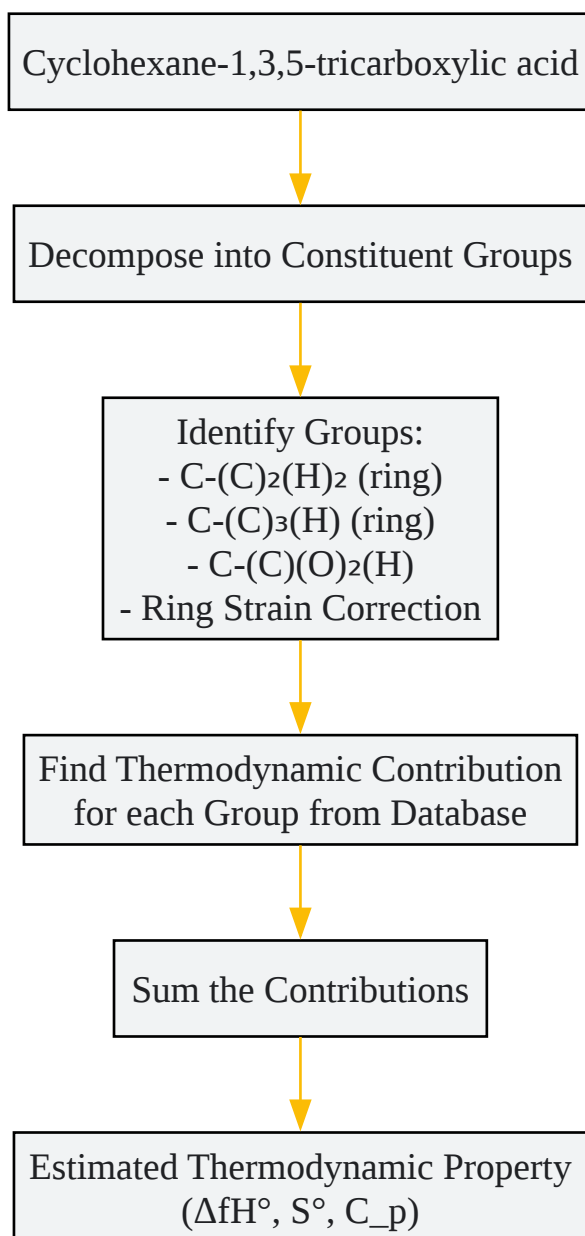 Cyclohexane-1,3,5-tricarboxylic acid
Decompose into Constituent Groups
Identify Groups:
- C-(C)₂(H)₂ (ring)
- C-(C)₃(H) (ring)
- C-(C)(O)₂(H)
- Ring Strain Correction
Find Thermodynamic Contribution
for each Group from Database
Sum the Contributions
Estimated Thermodynamic Property
(ΔfH°, S°, C_p)